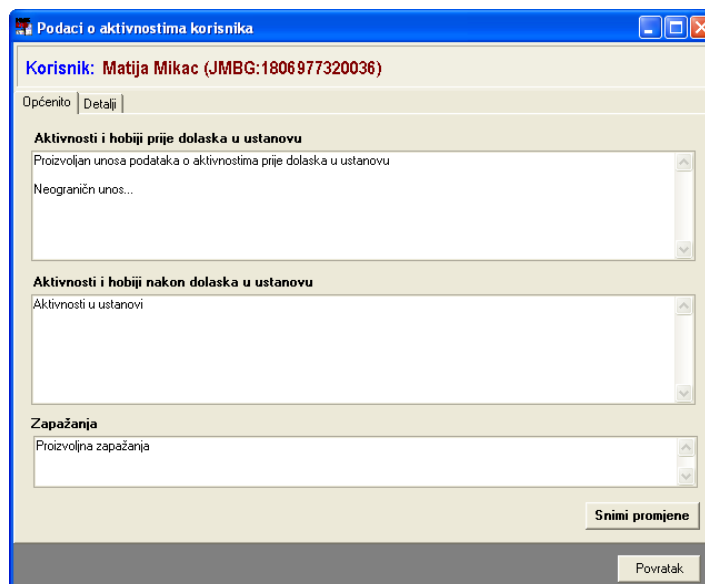 Podaci o aktivnostima korisnika
Korisnik: Matija Mikac (JMBG:1806977320036)
Općenito Detalji
Aktivnosti i hobiji prije dolaska u ustanovu
Proizvoljan unosa podataka o aktivnostima prije dolaska u ustanovu
Neograničn unos...
Aktivnosti i hobiji nakon dolaska u ustanovu
Aktivnosti u ustanovi
Zapažanja
Proizvoljna zapažanja
Snimi promjene
Povratak